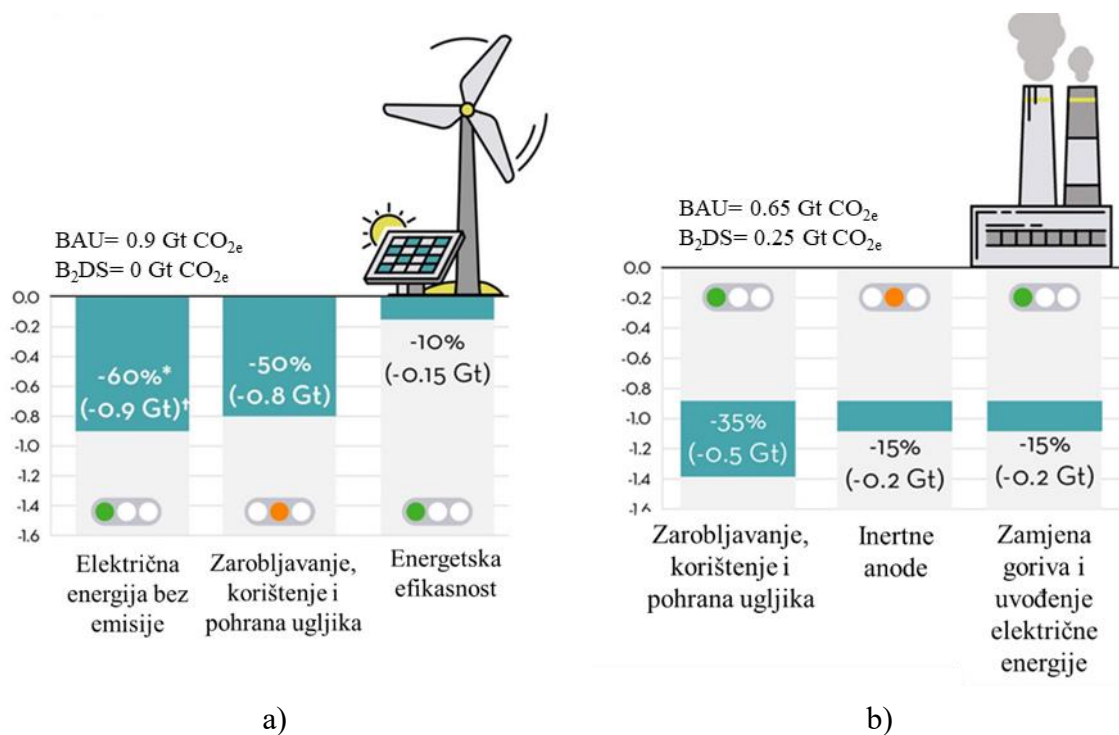 BAU= 0.9 Gt CO2e
B2DS= 0 Gt CO2e
0.0
-0.2
-0.4
-0.6
-0.8
-1.0
-1.2
-1.4
-1.6
-60%*
(-0.9 Gt)†
-50%
(-0.8 Gt)
-10%
(-0.15 Gt)
Električna
energija bez
emisije
Zarobljavanje,
korištenje i
pohrana ugljika
Energetska
efikasnost
a)
BAU= 0.65 Gt CO2e
B2DS= 0.25 Gt CO2e
0.0
-0.2
-0.4
-0.6
-0.8
-1.0
-1.2
-1.4
-1.6
-35%
(-0.5 Gt)
-15%
(-0.2 Gt)
-15%
(-0.2 Gt)
Zarobljavanje,
korištenje i
pohrana ugljika
Inertne
anode
Zamjena
goriva i
uvođenje
električne
energije
b)